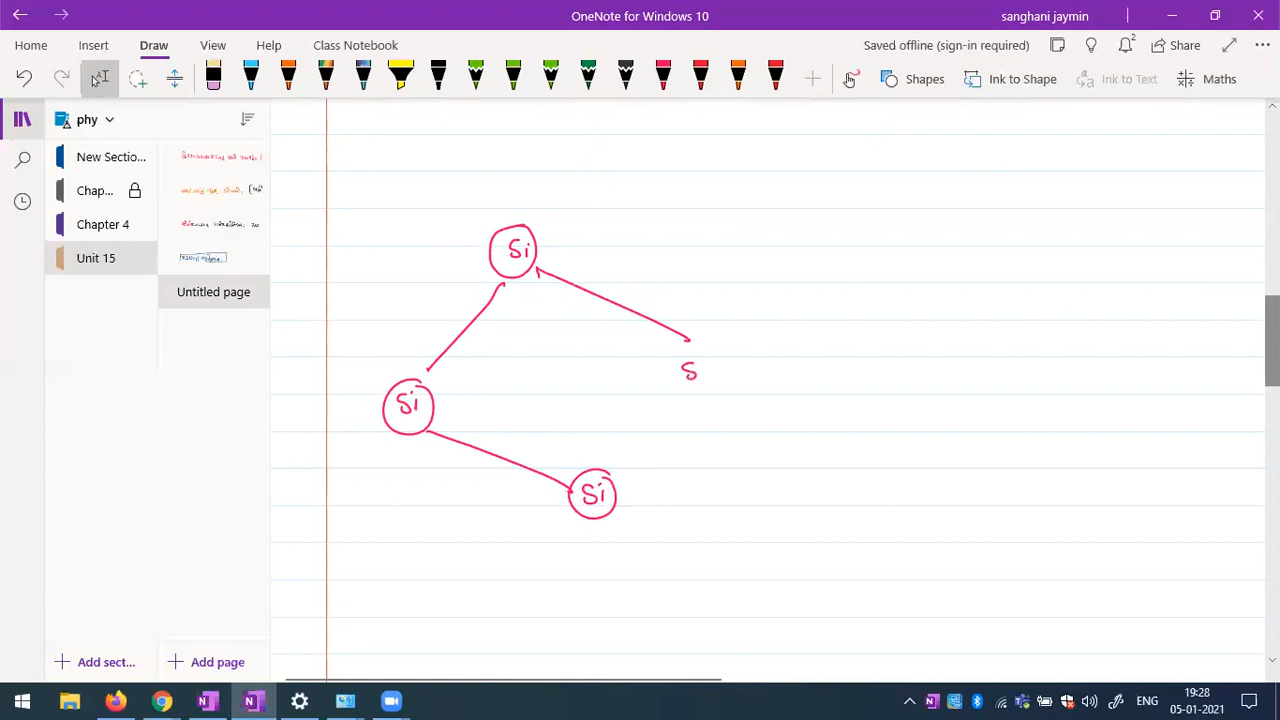 OneNote for Windows 10
sanghani jaymin
Home Insert Draw View Help Class Notebook
Saved offline (sign-in required) Share
Shapes Ink to Shape Ink to Text Maths
phy
New Sectio...
Chap...
Chapter 4
Unit 15
Untitled page
Si
S
Si
Si
Add sect... Add page
ENG
19:28
05-01-2021